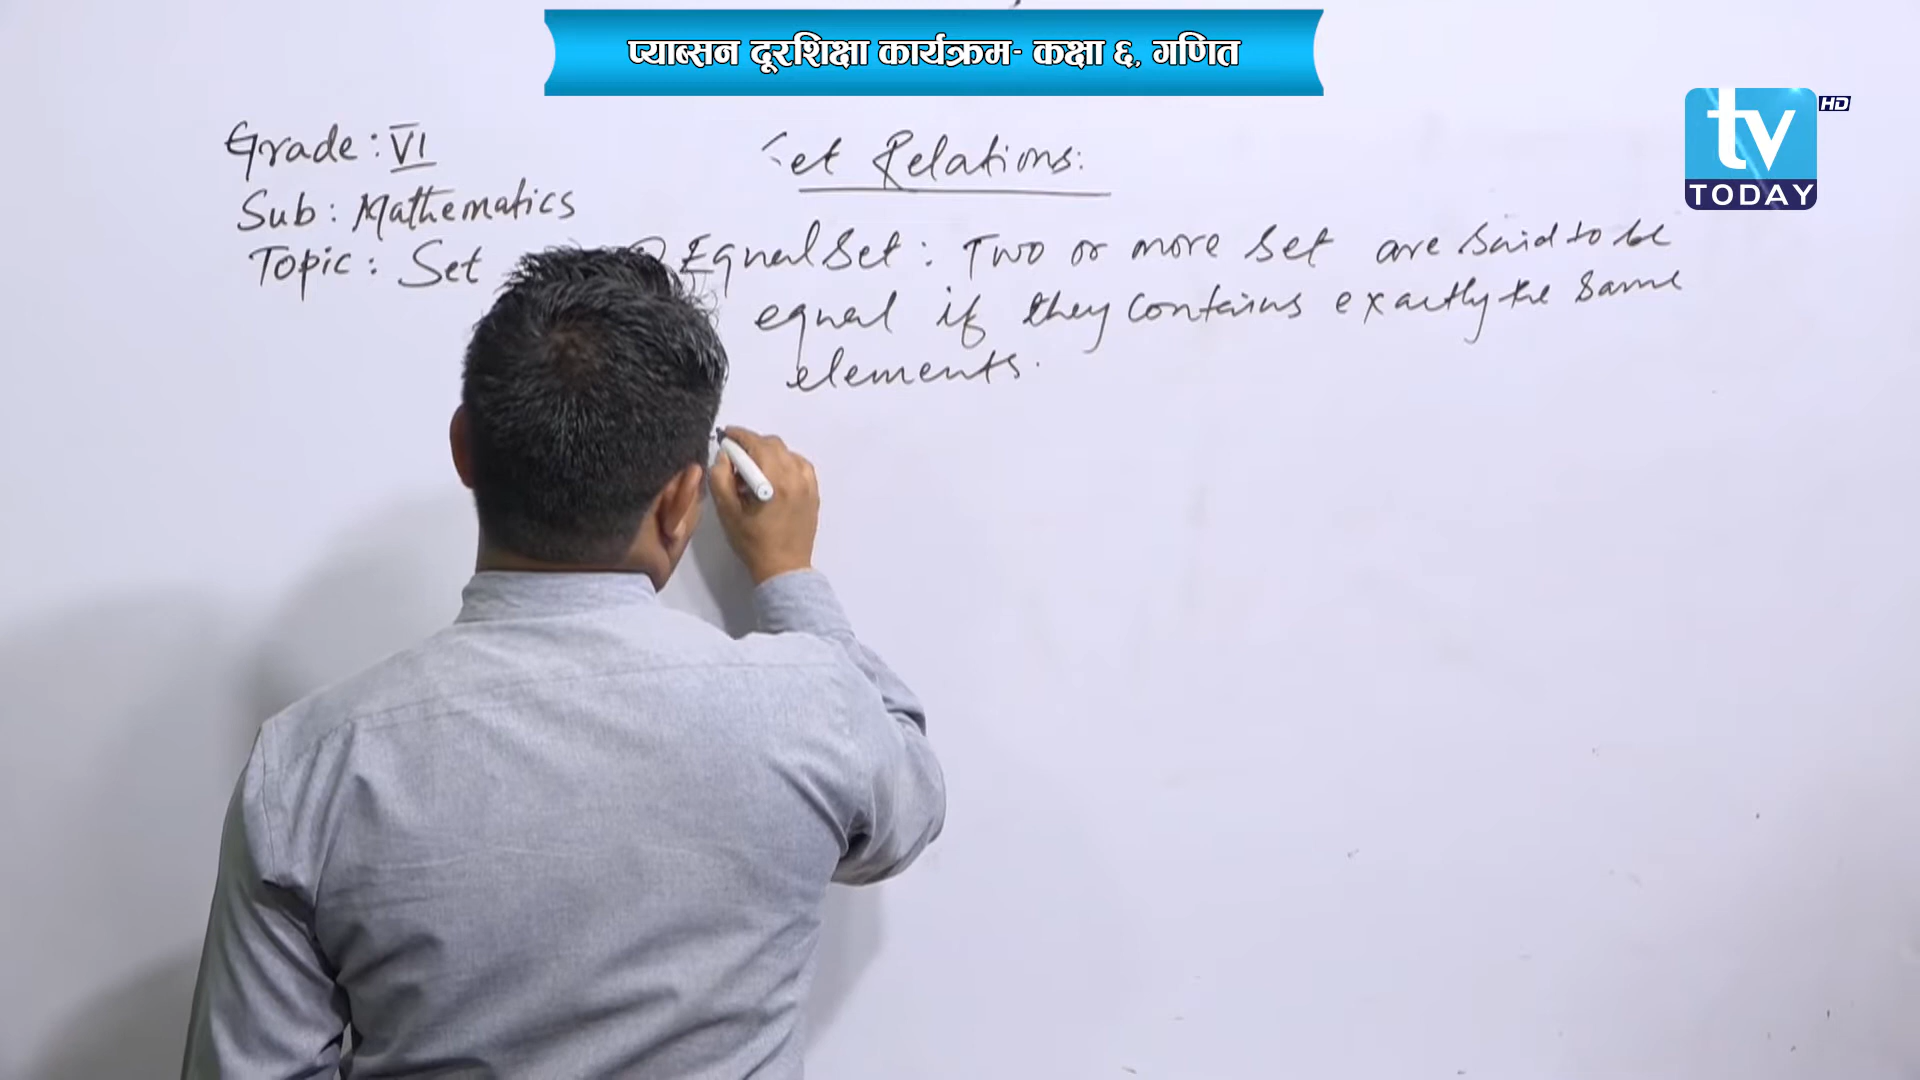 प्याब्सन दूरशिक्षा कार्यक्रम- कक्षा ६, गणित
tv
HD
TODAY
Grade: VI
Sub: Mathematics
Topic: Set
Set Relations:
Equal Set: Two or more set are said to be
equal if they contains exactly the same
elements.